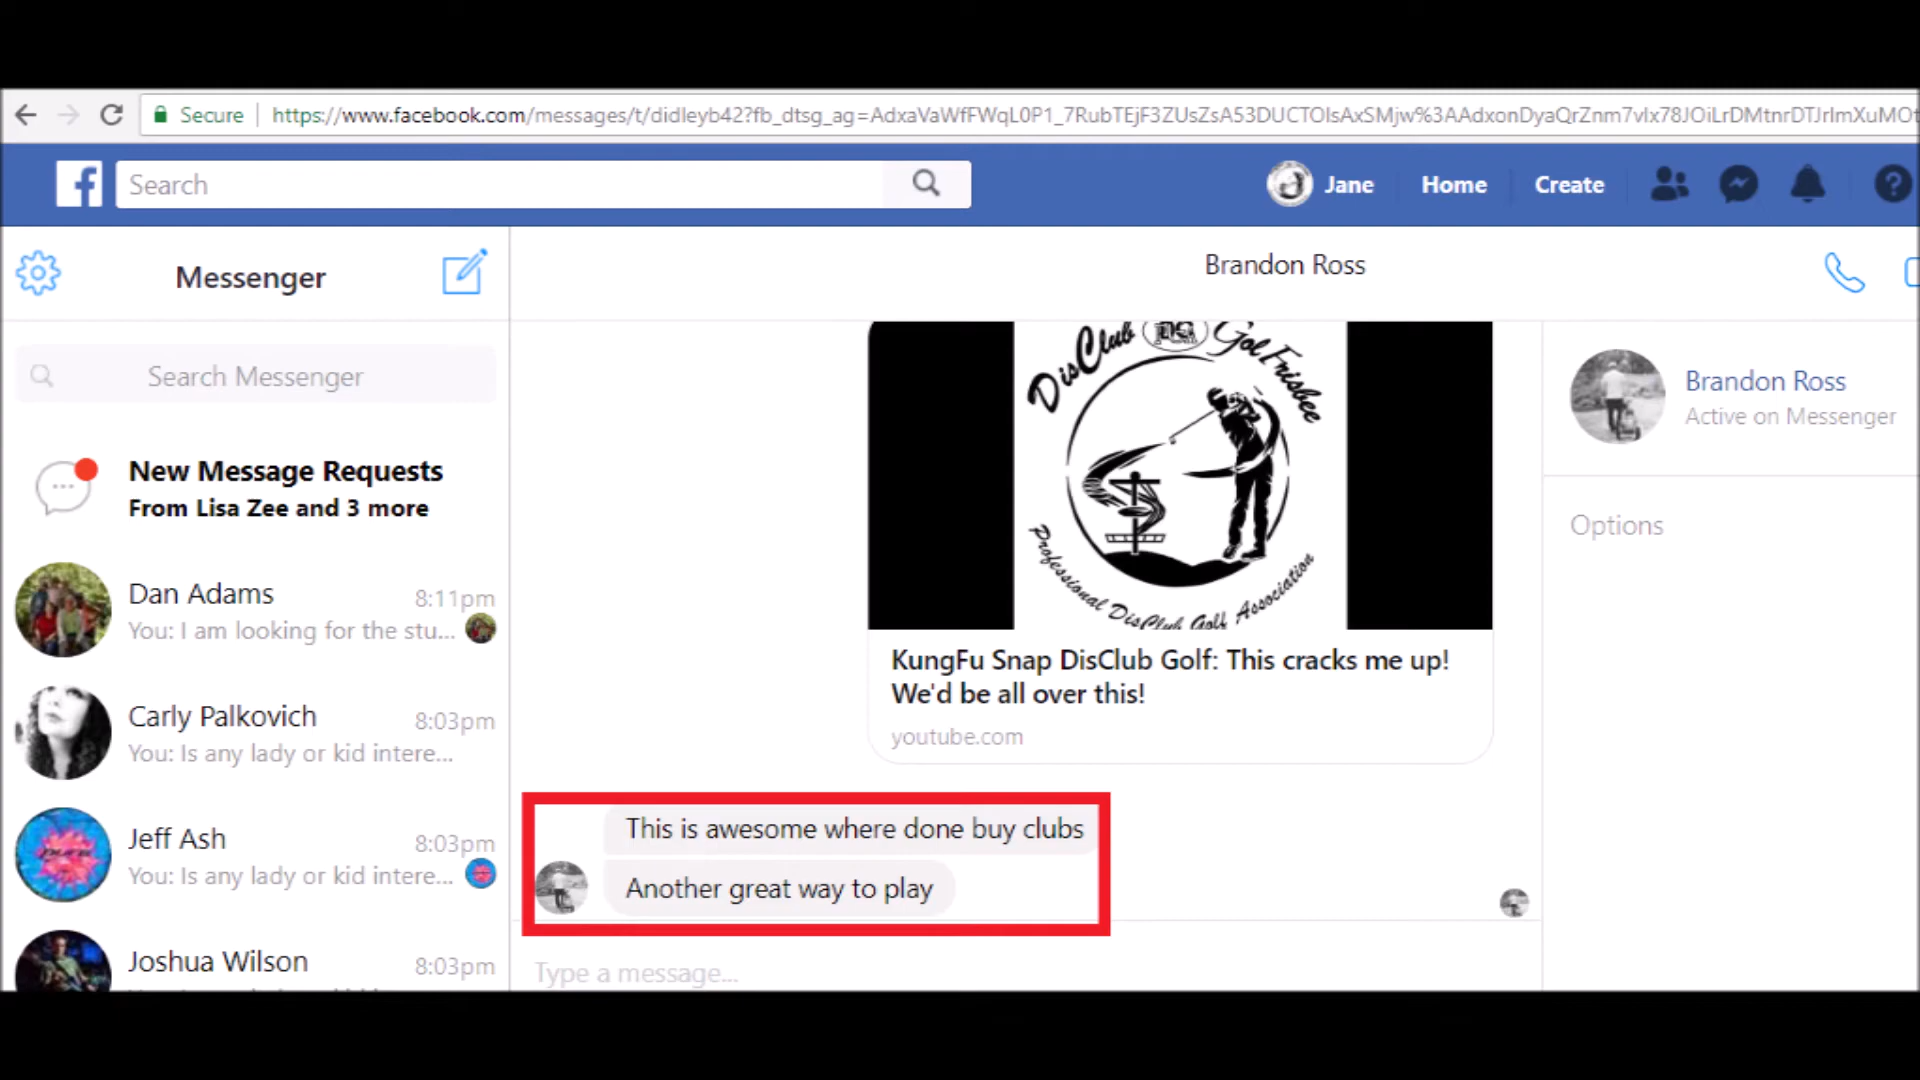 Secure
https://www.facebook.com/messages/t/didleyb42?fb_dtsg_ag=
Search
Jane
Home
Create
Messenger
Brandon Ross
Search Messenger
New Message Requests
From Lisa Zee and 3 more
Dan Adams
8:11pm
You: I am looking for the stu...
Carly Palkovich
8:03pm
You: Is any lady or kid intere...
Jeff Ash
8:03pm
You: Is any lady or kid intere...
Joshua Wilson
8:03pm
DisClub Gol Frisbee
Professional DisClub Golf Association
KungFu Snap DisClub Golf: This cracks me up!
We'd be all over this!
youtube.com
This is awesome where done buy clubs
Another great way to play
Type a message...
Brandon Ross
Active on Messenger
Options